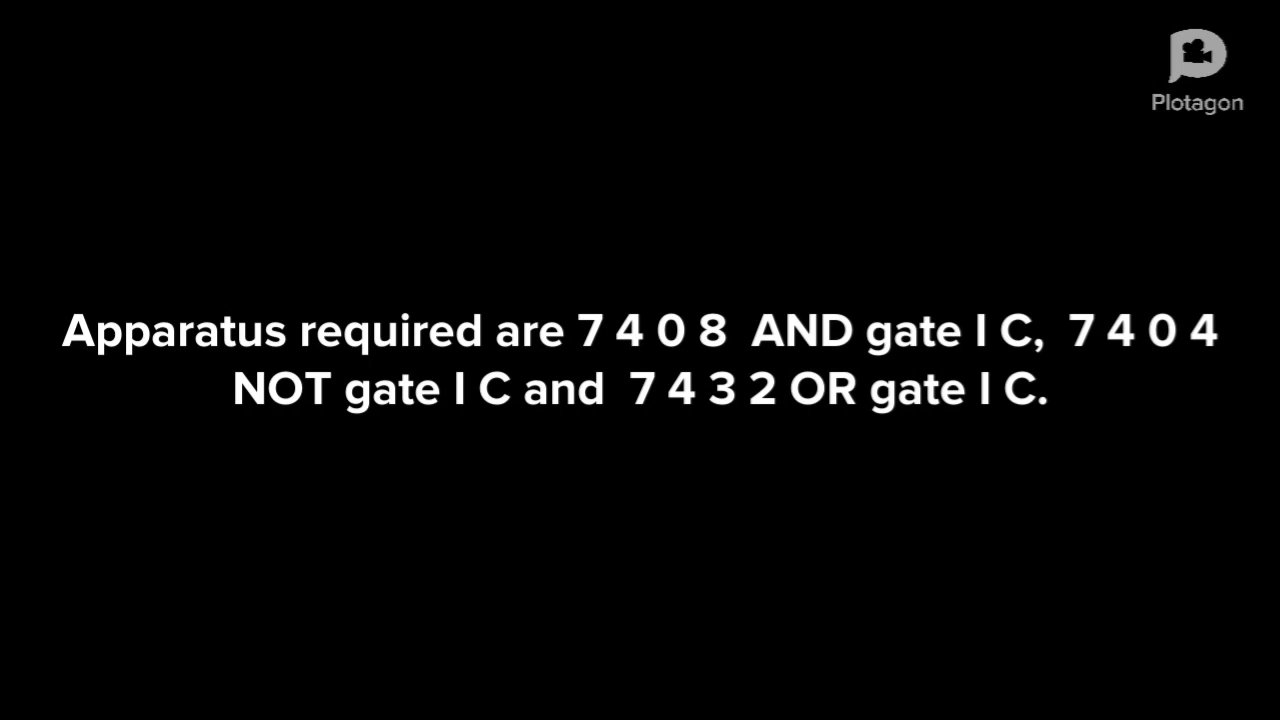 Plotagon
Apparatus required are 7 4 0 8  AND gate I C,  7 4 0 4
NOT gate I C and  7 4 3 2 OR gate I C.